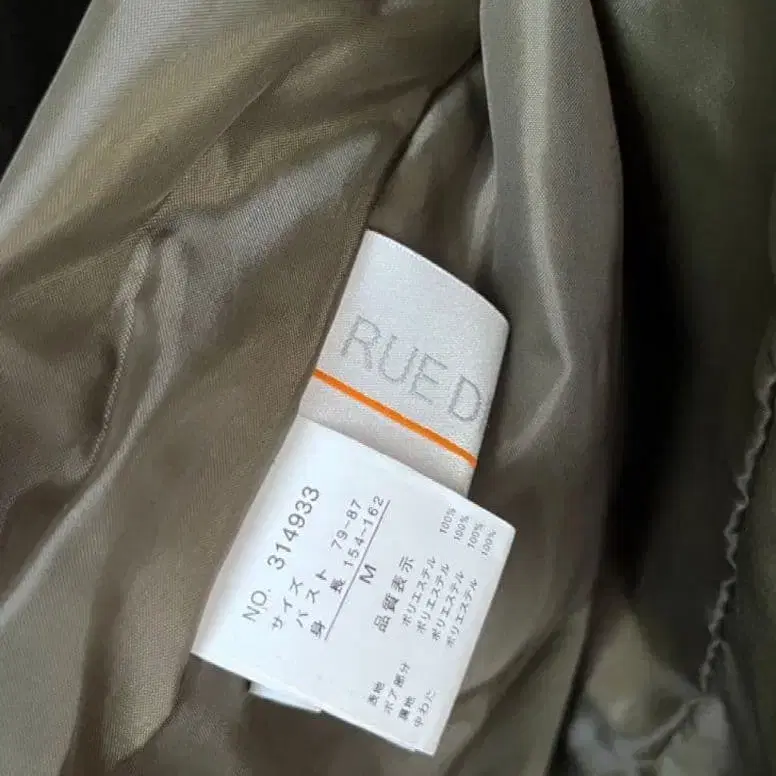 RUE D
NO. 314933
サイズ
バスト 79-87
身長 154-162
M
品質表示
表地 ポリエステル 100%
ボア部分 ポリエステル 100%
裏地 ポリエステル 100%
中わた ポリエステル 100%